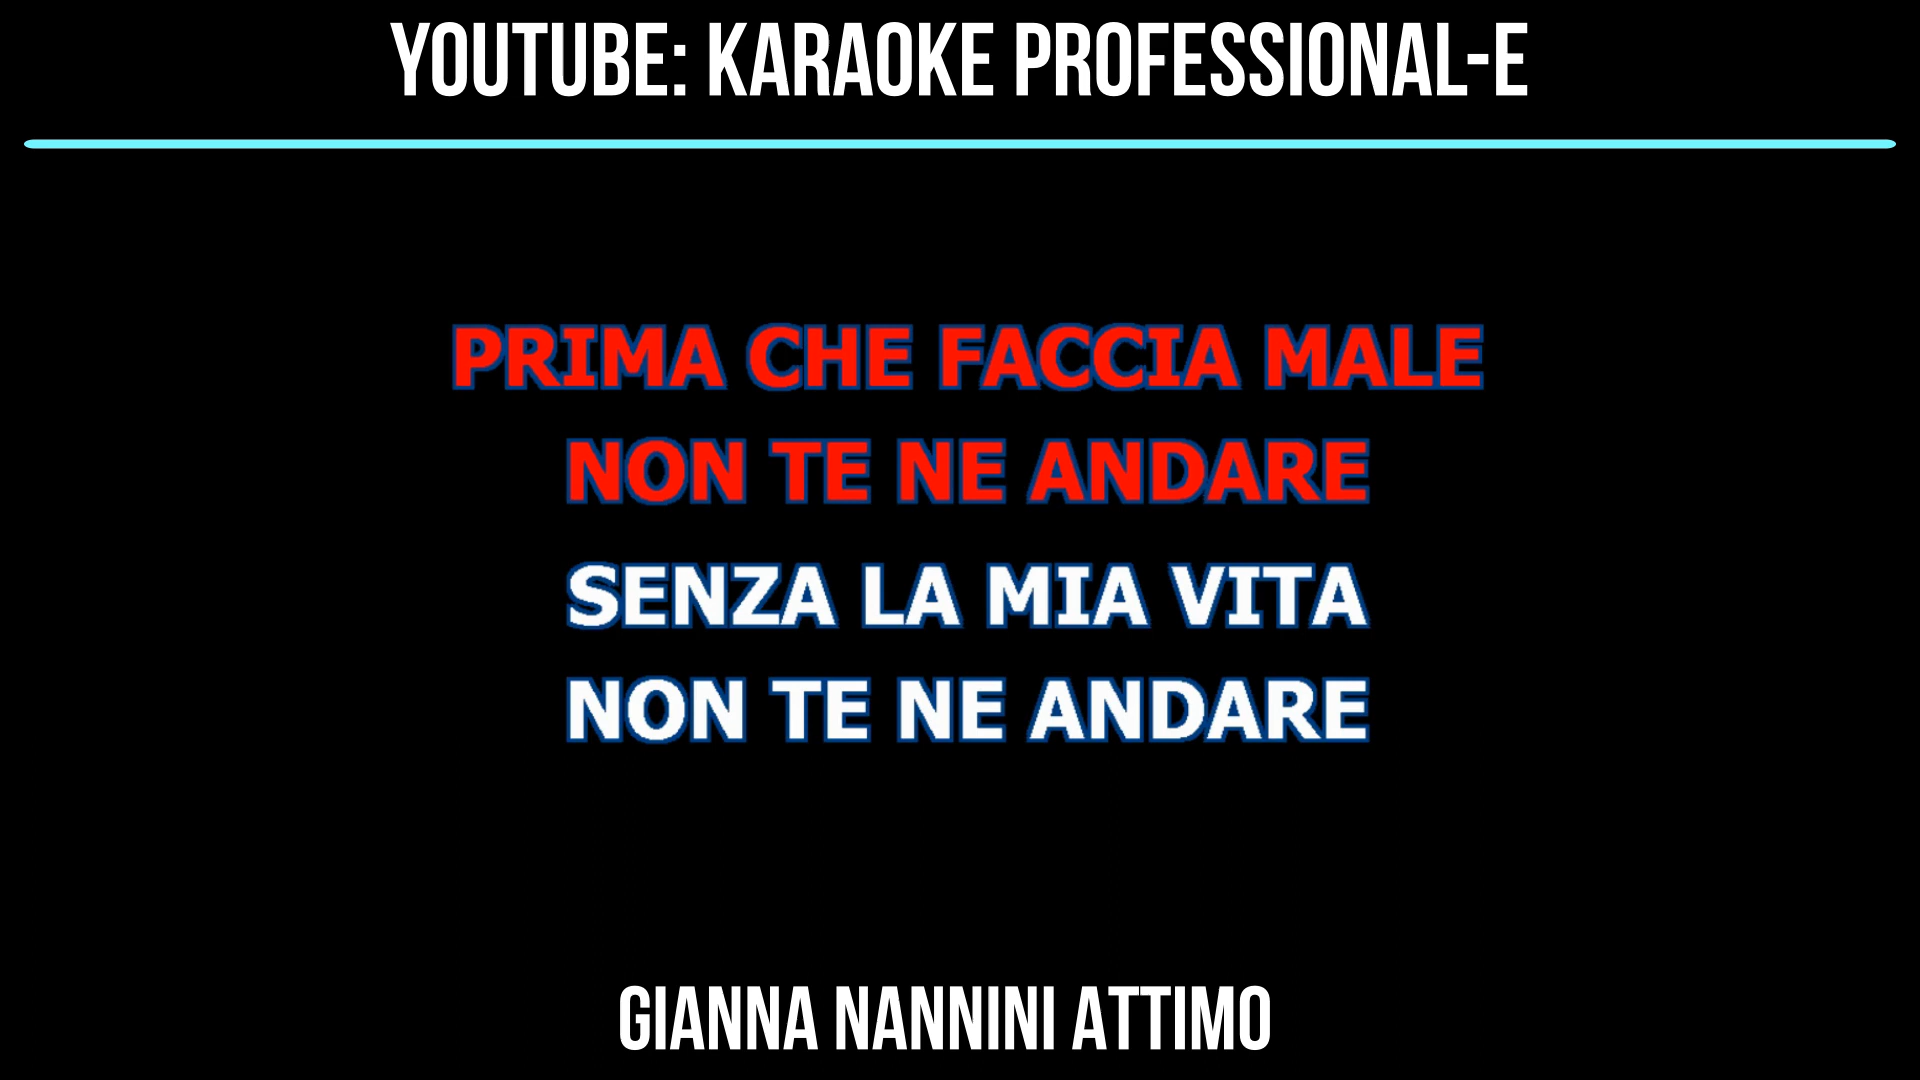 YOUTUBE: KARAOKE PROFESSIONAL-E
PRIMA CHE FACCIA MALE
NON TE NE ANDARE
SENZA LA MIA VITA
NON TE NE ANDARE
GIANNA NANNINI ATTIMO